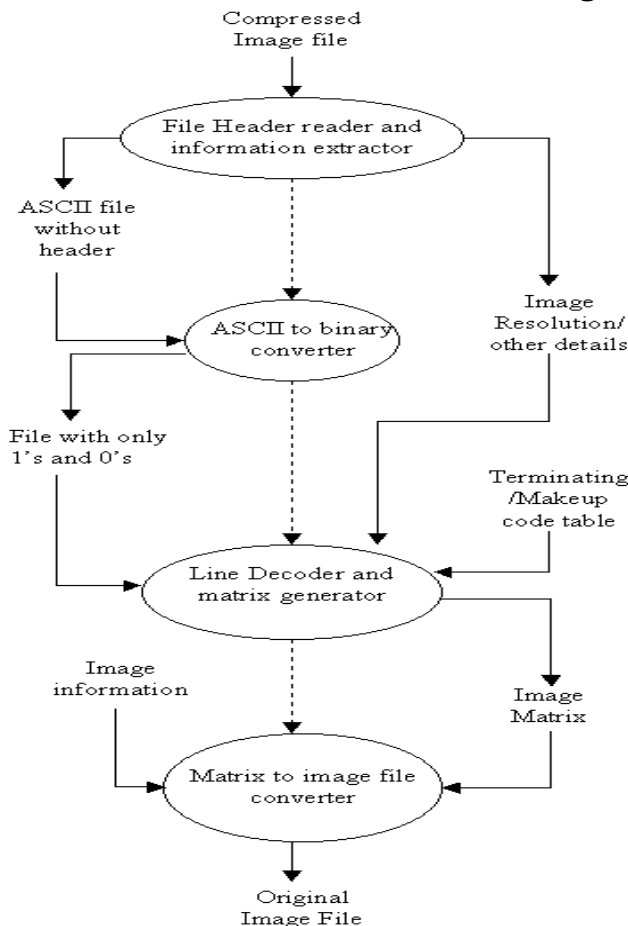 Compressed
Image file
File Header reader and
information extractor
ASCII file
without
header
Image
Resolution/
other details
ASCII to binary
converter
File with only
1's and 0's
Terminating
/Makeup
code table
Line Decoder and
matrix generator
Image
information
Image
Matrix
Matrix to image file
converter
Original
Image File